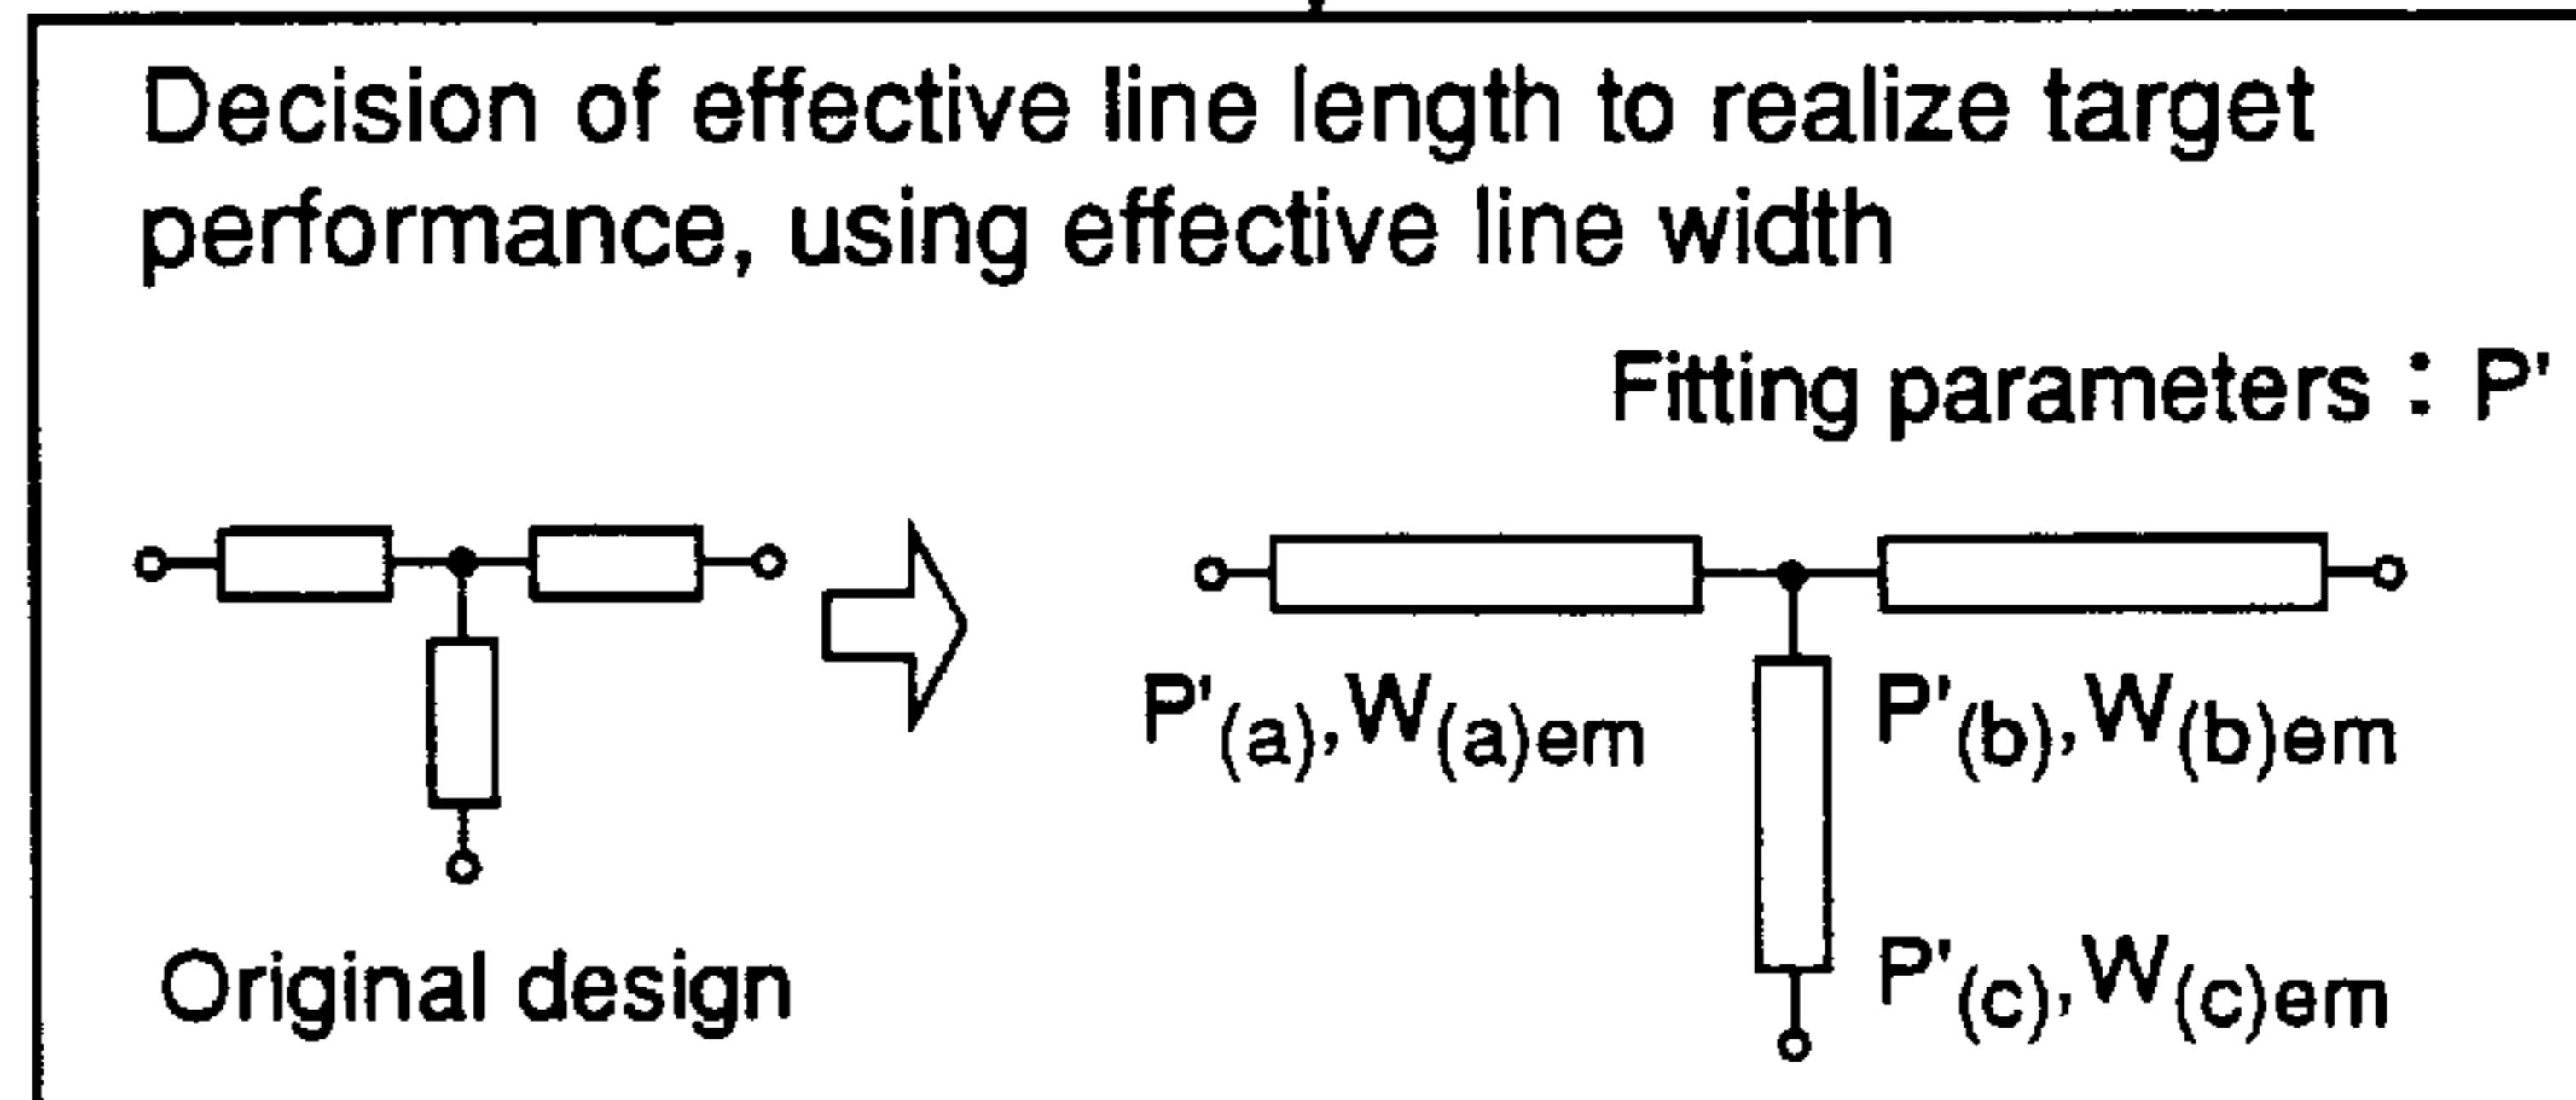 Decision of effective line length to realize target
performance, using effective line width
Fitting parameters : P'
P'(a),W(a)em
P'(b),W(b)em
P'(c),W(c)em
Original design